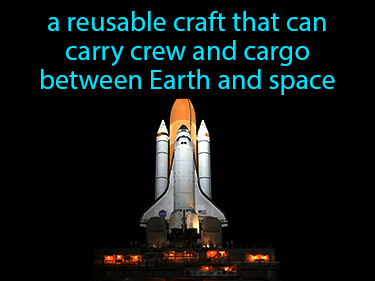 a reusable craft that can
carry crew and cargo
between Earth and space